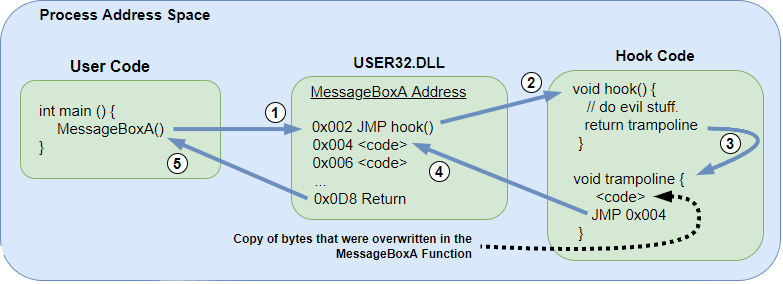 Process Address Space
User Code
int main () {
MessageBoxA()
}
1
5
USER32.DLL
MessageBoxA Address
0x002 JMP hook()
0x004 <code>
0x006 <code>
...
0x0D8 Return
2
4
Hook Code
void hook() {
// do evil stuff.
return trampoline
}
3
void trampoline {
<code>
JMP 0x004
}
Copy of bytes that were overwritten in the
MessageBoxA Function